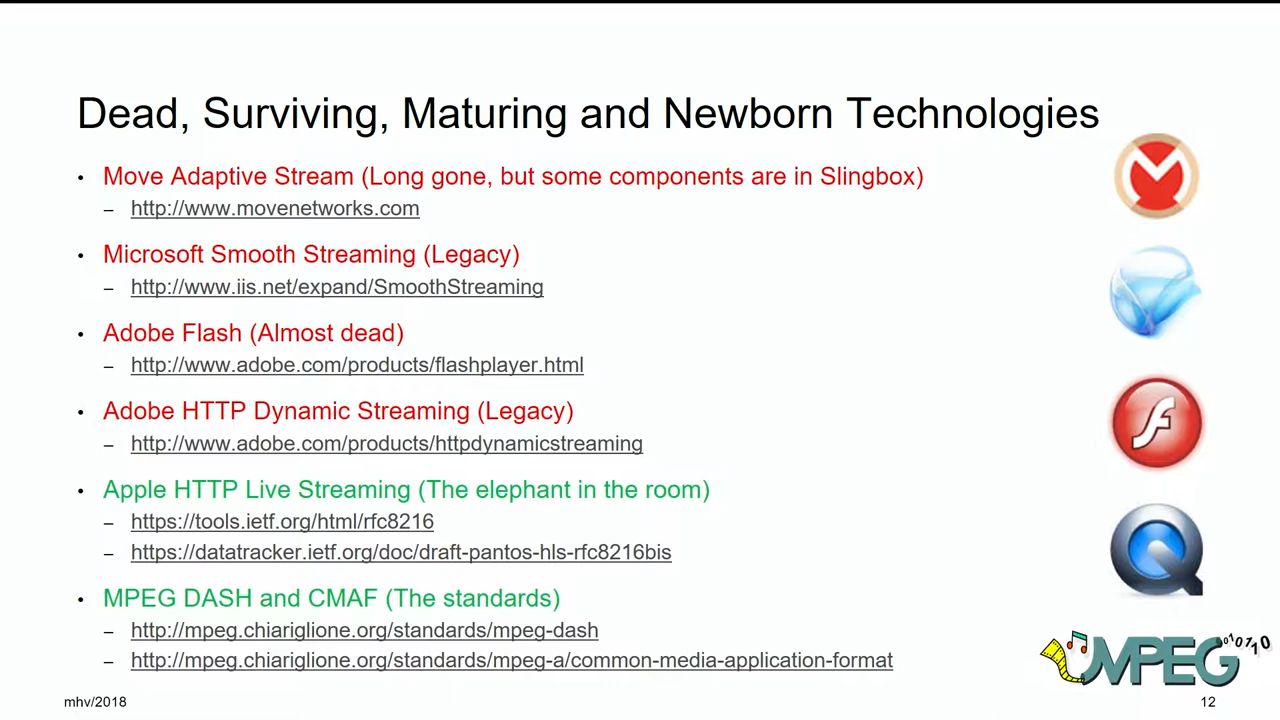 Dead, Surviving, Maturing and Newborn Technologies
• Move Adaptive Stream (Long gone, but some components are in Slingbox)
– http://www.movenetworks.com
• Microsoft Smooth Streaming (Legacy)
– http://www.iis.net/expand/SmoothStreaming
• Adobe Flash (Almost dead)
– http://www.adobe.com/products/flashplayer.html
• Adobe HTTP Dynamic Streaming (Legacy)
– http://www.adobe.com/products/httpdynamicstreaming
• Apple HTTP Live Streaming (The elephant in the room)
– https://tools.ietf.org/html/rfc8216
– https://datatracker.ietf.org/doc/draft-pantos-hls-rfc8216bis
• MPEG DASH and CMAF (The standards)
– http://mpeg.chiariglione.org/standards/mpeg-dash
– http://mpeg.chiariglione.org/standards/mpeg-a/common-media-application-format
MPEG
mhv/2018
12